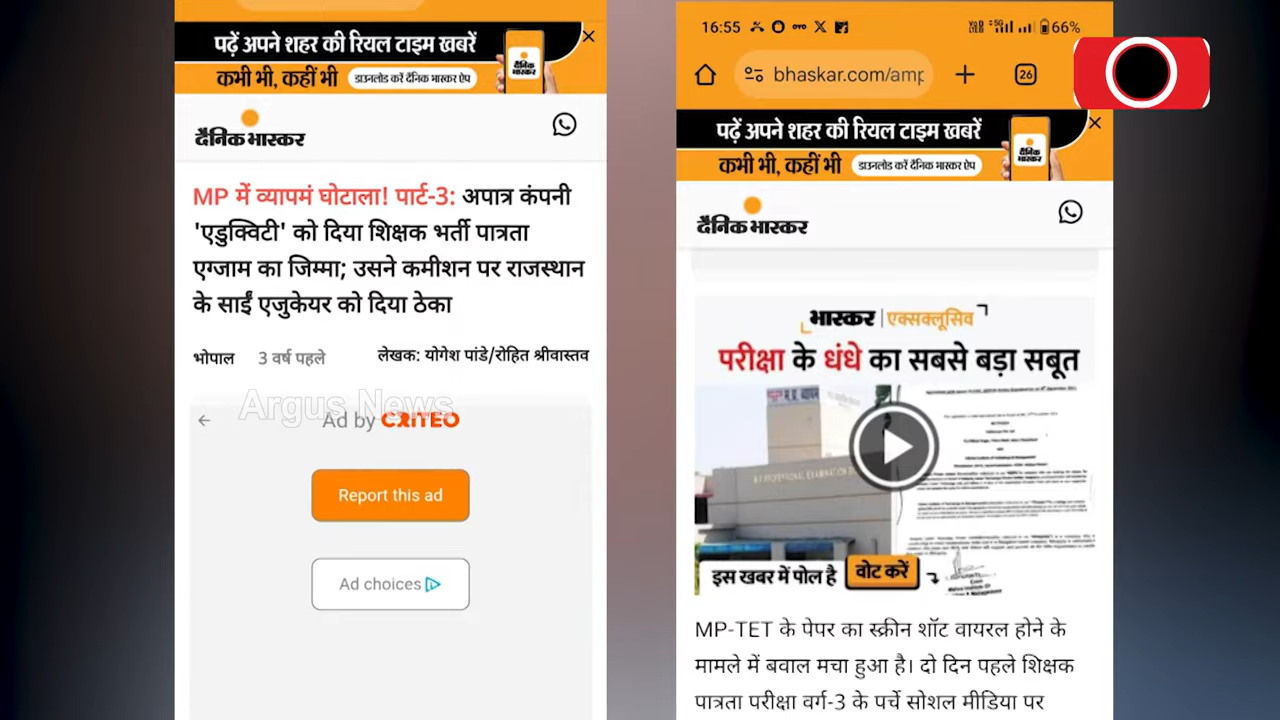 पढ़ें अपने शहर की रियल टाइम खबरें
कभी भी, कहीं भी डाउनलोड करें दैनिक भास्कर ऐप
दैनिक भास्कर
दैनिक भास्कर
MP में व्यापमं घोटाला! पार्ट-3: अपात्र कंपनी
'एडुक्विटी' को दिया शिक्षक भर्ती पात्रता
एग्जाम का जिम्मा; उसने कमीशन पर राजस्थान
के साईं एजुकेयर को दिया ठेका
भोपाल 3 वर्ष पहले लेखक: योगेश पांडे/रोहित श्रीवास्तव
Argus News
Ad by CRITEO
Report this ad
Ad choices
16:55 66%
bhaskar.com/amp 26
पढ़ें अपने शहर की रियल टाइम खबरें
कभी भी, कहीं भी डाउनलोड करें दैनिक भास्कर ऐप
दैनिक भास्कर
दैनिक भास्कर
भास्कर एक्सक्लूसिव
परीक्षा के धंधे का सबसे बड़ा सबूत
इस खबर में पोल है वोट करें
MP-TET के पेपर का स्क्रीन शॉट वायरल होने के
मामले में बवाल मचा हुआ है। दो दिन पहले शिक्षक
पात्रता परीक्षा वर्ग-3 के पर्चे सोशल मीडिया पर